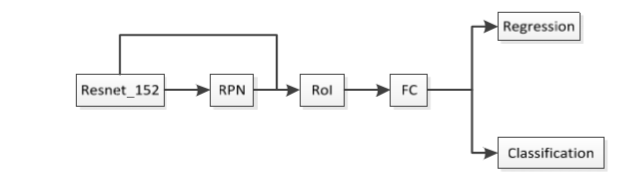 Regression
Resnet_152
RPN
RoI
FC
Classification